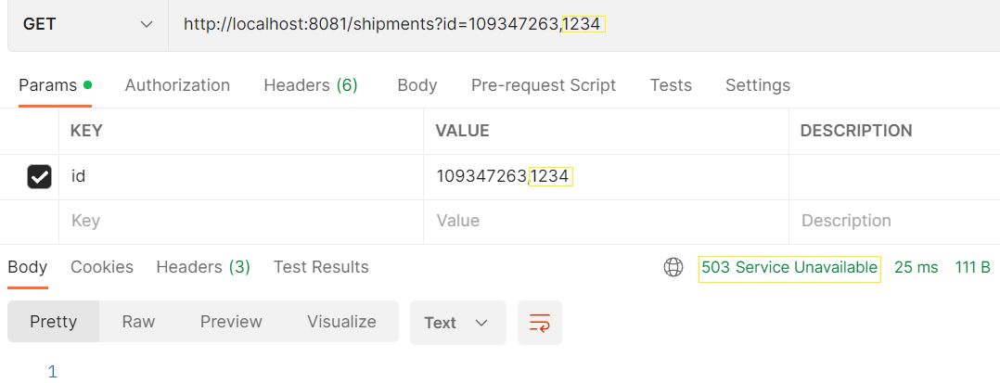 GET http://localhost:8081/shipments?id=109347263,1234
Params Authorization Headers (6) Body Pre-request Script Tests Settings
KEY VALUE DESCRIPTION
id 109347263,1234
Key Value Description
Body Cookies Headers (3) Test Results 503 Service Unavailable 25 ms 111 B
Pretty Raw Preview Visualize Text
1